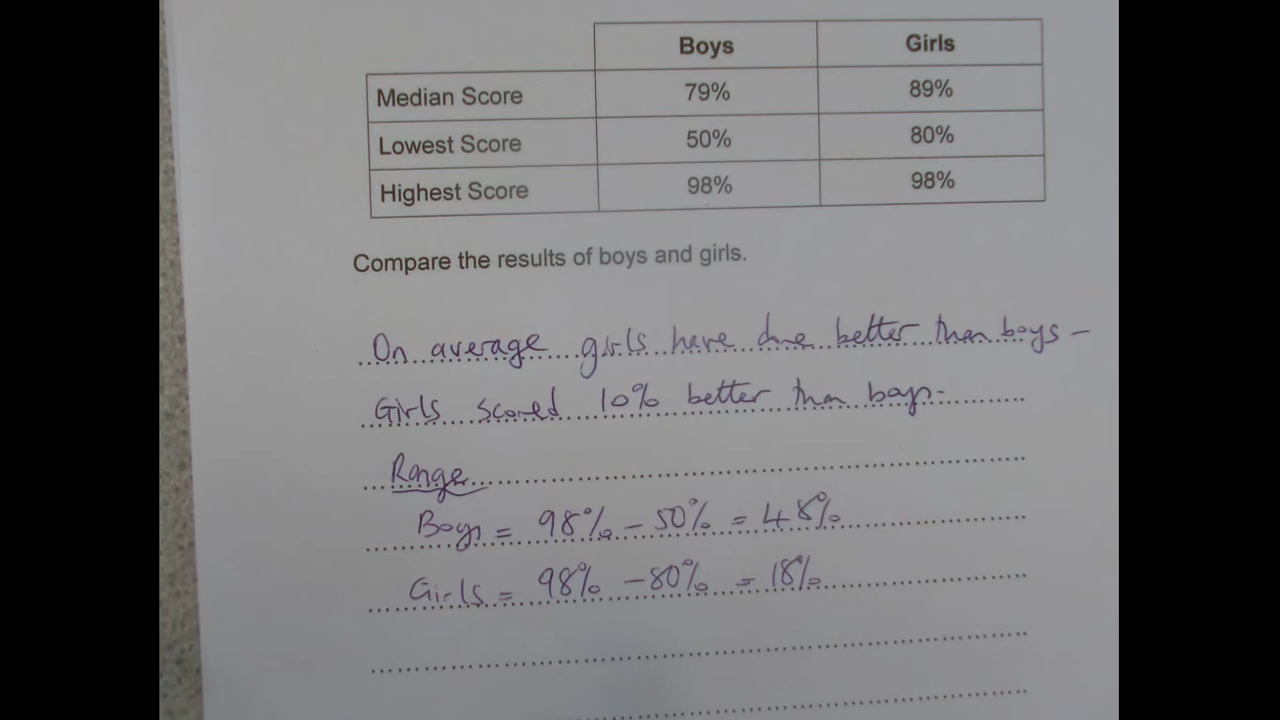 Boys Girls
Median Score 79% 89%
Lowest Score 50% 80%
Highest Score 98% 98%
Compare the results of boys and girls.
On average girls have done better than boys –
Girls scored 10% better than boys.
Range
Boys = 98% – 50% = 48%
Girls = 98% – 80% = 18%